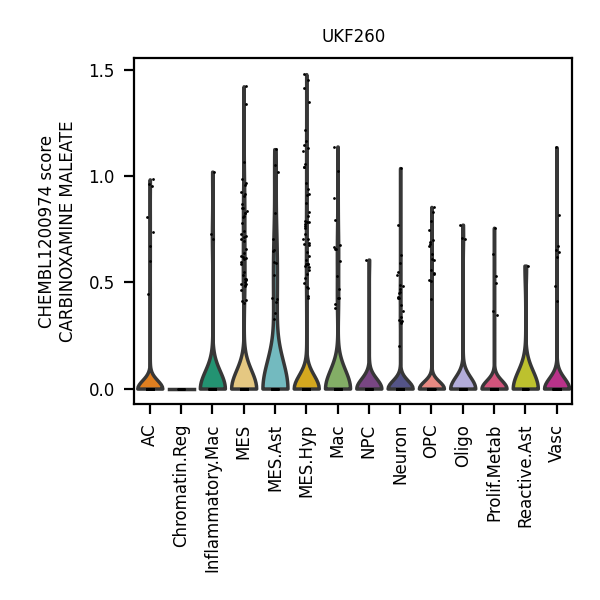 UKF260
CHEMBL1200974 score
CARBINOXAMINE MALEATE
1.5
1.0
0.5
0.0
AC
Chromatin.Reg
Inflammatory.Mac
MES
MES.Ast
MES.Hyp
Mac
NPC
Neuron
OPC
Oligo
Prolif.Metab
Reactive.Ast
Vasc